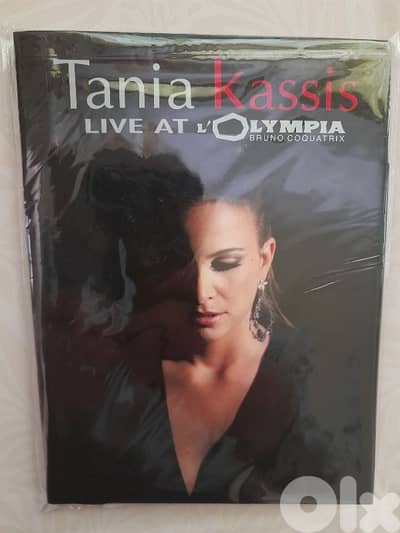 Tania Kassis
LIVE AT L'OLYMPIA
BRUNO COQUATRIX
Olx